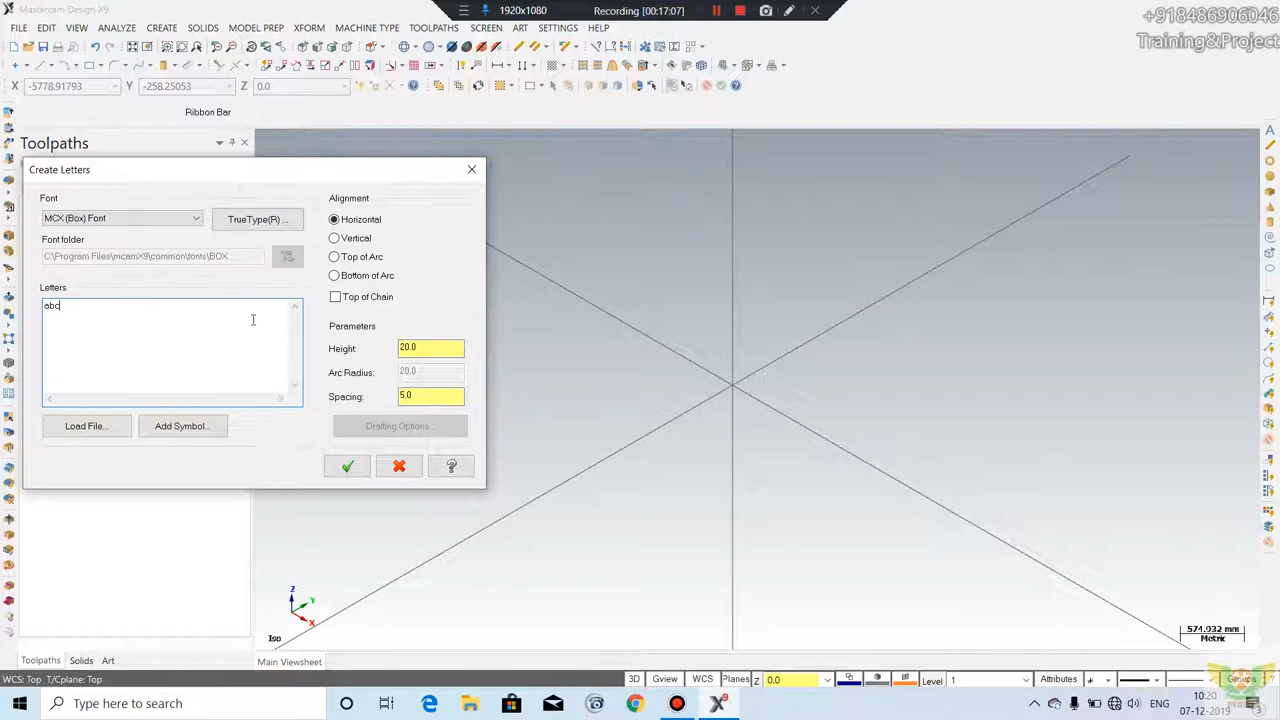 Mastercam Design X9
1920x1080
Recording [00:17:07]
+918486906046
Training&Project
FILE EDIT VIEW ANALYZE CREATE SOLIDS MODEL PREP XFORM MACHINE TYPE TOOLPATHS SCREEN ART SETTINGS HELP
X -5778.91793 Y -258.25053 Z 0.0
Ribbon Bar
Toolpaths
Create Letters
Font
MCX (Box) Font
TrueType(R) ...
Font folder
C:\Program Files\mcamX9\common\fonts\BOX
Letters
abc
Load File...
Add Symbol...
Alignment
Horizontal
Vertical
Top of Arc
Bottom of Arc
Top of Chain
Parameters
Height: 20.0
Arc Radius: 20.0
Spacing: 5.0
Drafting Options...
Z
Y
X
Iso
574.932 mm
Metric
Toolpaths Solids Art
Main Viewsheet
WCS: Top T/Cplane: Top
3D Gview WCS Planes Z 0.0 Level 1 Attributes Groups ?
Type here to search
ENG
10:20
07-12-2019
3